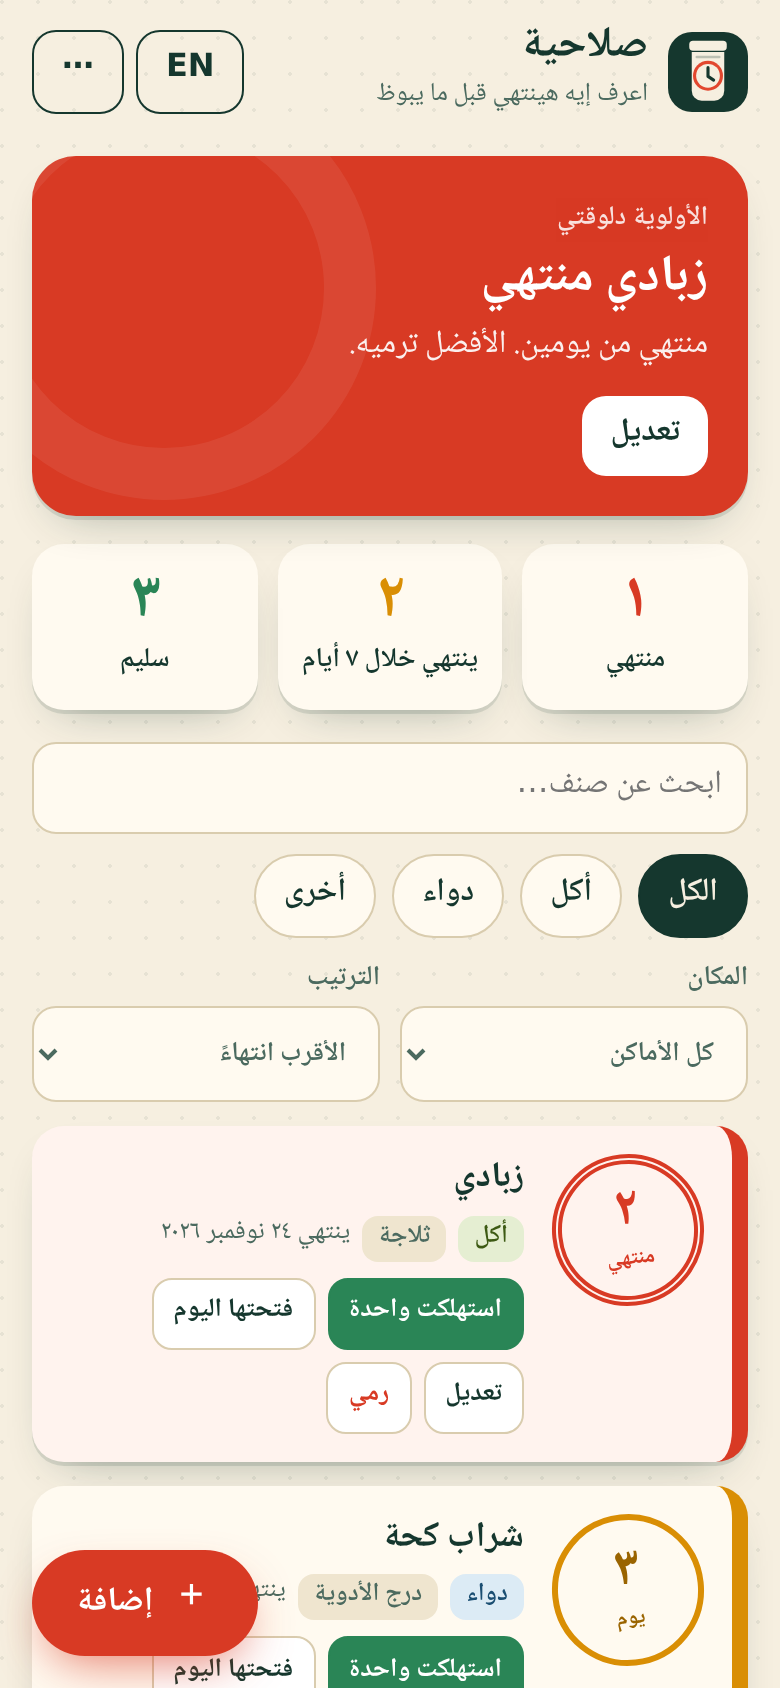 صلاحية
اعرف إيه هينتهي قبل ما يبوظ
EN
...
الأولوية دلوقتي
زبادي منتهي
منتهي من يومين. الأفضل ترميه.
تعديل
١
منتهي
٢
ينتهي خلال ٧ أيام
٣
سليم
ابحث عن صنف...
الكل
أكل
دواء
أخرى
المكان
الترتيب
كل الأماكن
الأقرب انتهاءً
٢
منتهي
زبادي
أكل
ثلاجة
ينتهي ٢٤ نوفمبر ٢٠٢٦
استهلكت واحدة
فتحتها اليوم
تعديل
رمي
٣
يوم
شراب كحة
دواء
درج الأدوية
استهلكت واحدة
فتحتها اليوم
+ إضافة